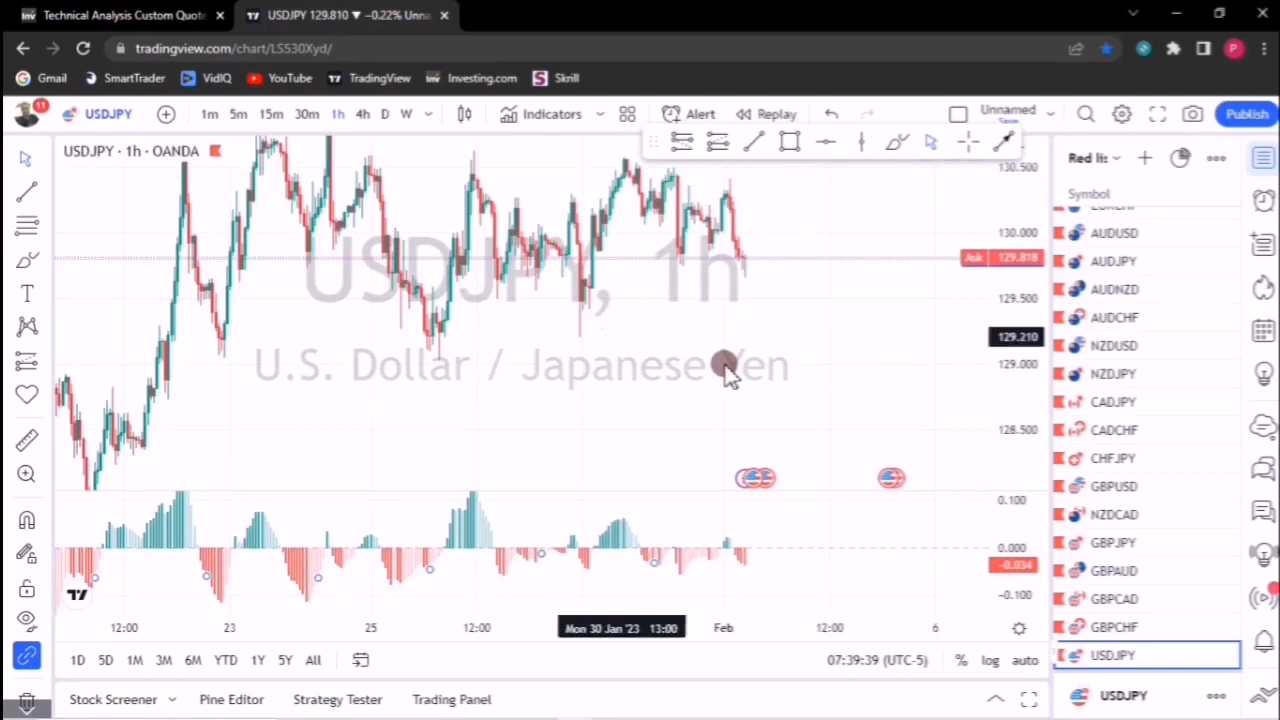 Technical Analysis Custom Quote
USDJPY 129.810 ▼ −0.22% Unna
tradingview.com/chart/LS530Xyd/
P
Gmail SmartTrader VidIQ YouTube TradingView Investing.com Skrill
11
USDJPY 1m 5m 15m 30m 1h 4h D W Indicators Alert Replay Unnamed Save Publish
USDJPY · 1h · OANDA
Red lis
Symbol
130.500
130.000
Ask 129.818
129.500
129.210
129.000
128.500
USDJPY, 1h
U.S. Dollar / Japanese Yen
0.100
0.000
-0.034
-0.100
12:00 23 25 12:00 Mon 30 Jan '23 13:00 Feb 12:00 6
1D 5D 1M 3M 6M YTD 1Y 5Y All 07:39:39 (UTC-5) % log auto
Stock Screener Pine Editor Strategy Tester Trading Panel
AUDUSD
AUDJPY
AUDNZD
AUDCHF
NZDUSD
NZDJPY
CADJPY
CADCHF
CHFJPY
GBPUSD
NZDCAD
GBPJPY
GBPAUD
GBPCAD
GBPCHF
USDJPY
USDJPY